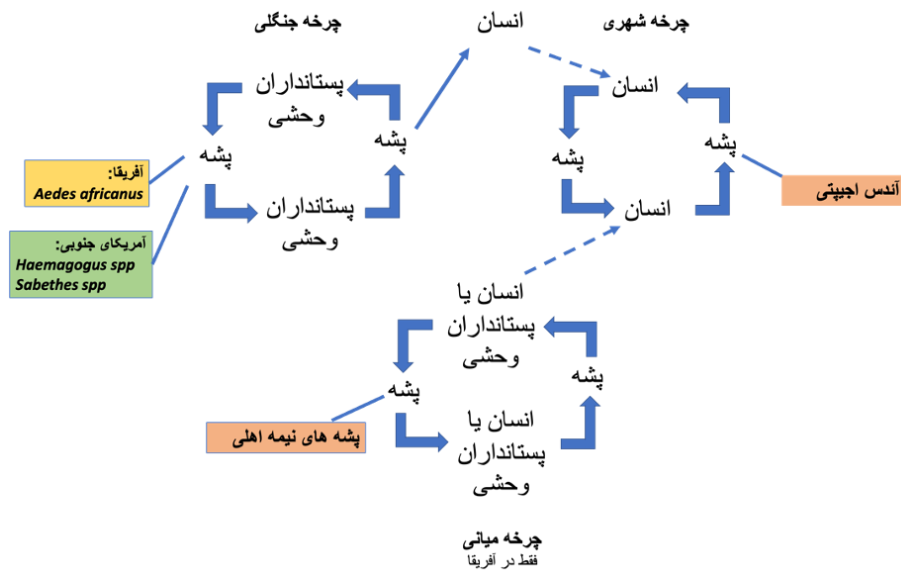 چرخه جنگلی
انسان
چرخه شهری
پستانداران
وحشی
پشه
پشه
پستانداران
وحشی
آفریقا:
Aedes africanus
آمریکای جنوبی:
Haemagogus spp
Sabethes spp
انسان
پشه
پشه
انسان
آندس اجیپتی
انسان یا
پستانداران
وحشی
پشه
پشه
انسان یا
پستانداران
وحشی
پشه های نیمه اهلی
چرخه میانی
فقط در آفریقا